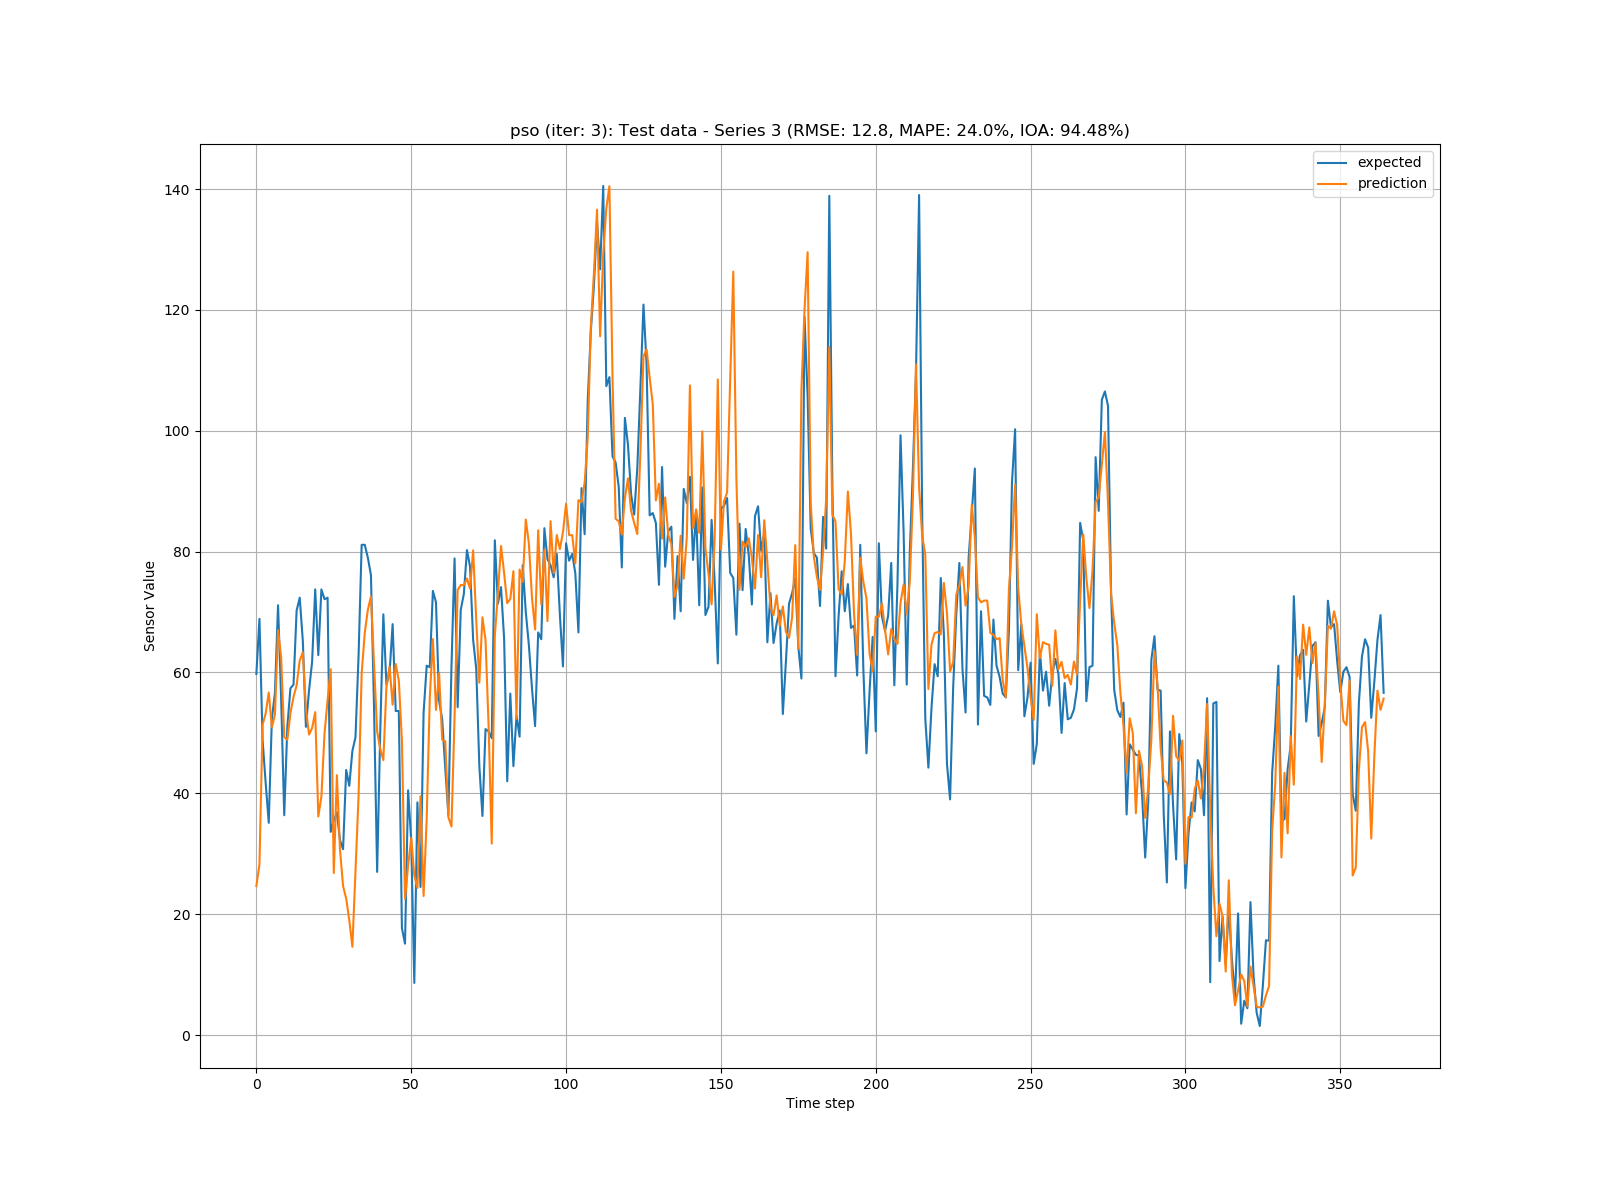 pso (iter: 3): Test data - Series 3 (RMSE: 12.8, MAPE: 24.0%, IOA: 94.48%)
expected
prediction
140
120
100
80
60
40
20
0
Sensor Value
0 50 100 150 200 250 300 350
Time step